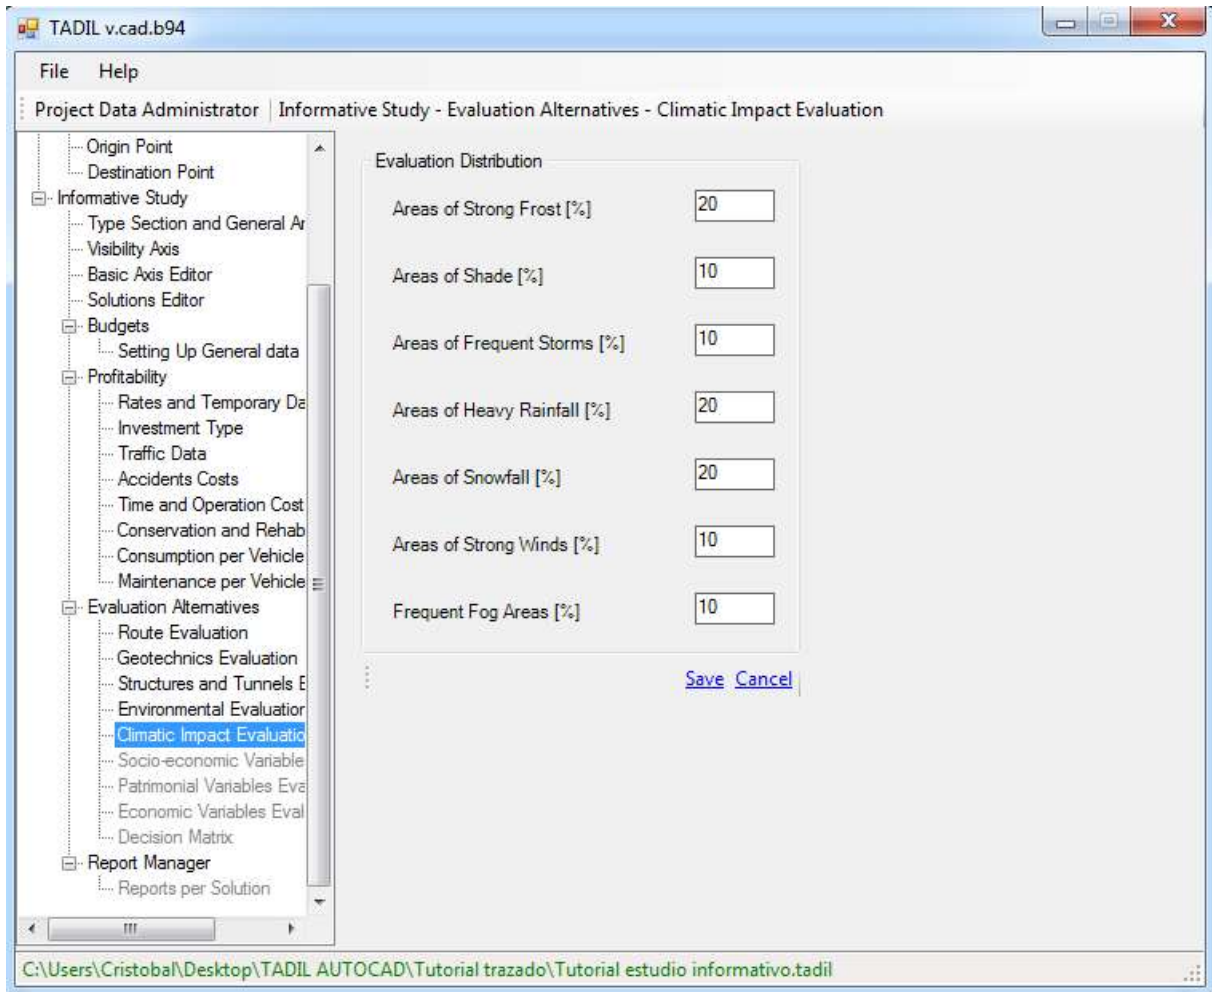 TADIL v.cad.b94
File Help
Project Data Administrator Informative Study - Evaluation Alternatives - Climatic Impact Evaluation
Origin Point
Destination Point
Informative Study
Type Section and General Ar
Visibility Axis
Basic Axis Editor
Solutions Editor
Budgets
Setting Up General data
Profitability
Rates and Temporary Da
Investment Type
Traffic Data
Accidents Costs
Time and Operation Cost
Conservation and Rehab
Consumption per Vehicle
Maintenance per Vehicle
Evaluation Alternatives
Route Evaluation
Geotechnics Evaluation
Structures and Tunnels E
Environmental Evaluation
Climatic Impact Evaluatio
Socio-economic Variable
Patrimonial Variables Eva
Economic Variables Eval
Decision Matrix
Report Manager
Reports per Solution
Evaluation Distribution
Areas of Strong Frost [%] 20
Areas of Shade [%] 10
Areas of Frequent Storms [%] 10
Areas of Heavy Rainfall [%] 20
Areas of Snowfall [%] 20
Areas of Strong Winds [%] 10
Frequent Fog Areas [%] 10
Save Cancel
C:\Users\Cristobal\Desktop\TADIL AUTOCAD\Tutorial trazado\Tutorial estudio informativo.tadil